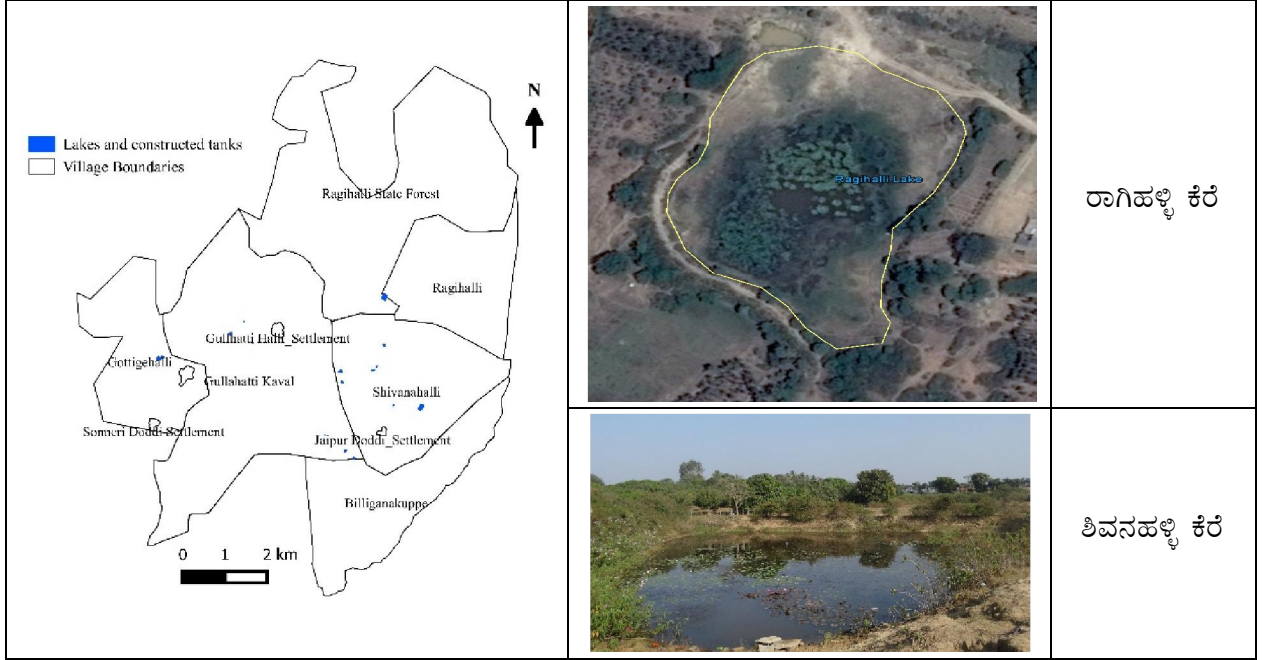 N
Lakes and constructed tanks
Village Boundaries
Ragihalli State Forest
Ragihalli
Gullhatti Halli_Settlement
Gottigehalli
Gullahatti Kaval
Shivanahalli
Someri Doddi Settlement
Jaipur Doddi_Settlement
Billiganakuppe
0 1 2 km
Ragihalli Lake
ರಾಗಿಹಳ್ಳಿ ಕೆರೆ
ಶಿವನಹಳ್ಳಿ ಕೆರೆ